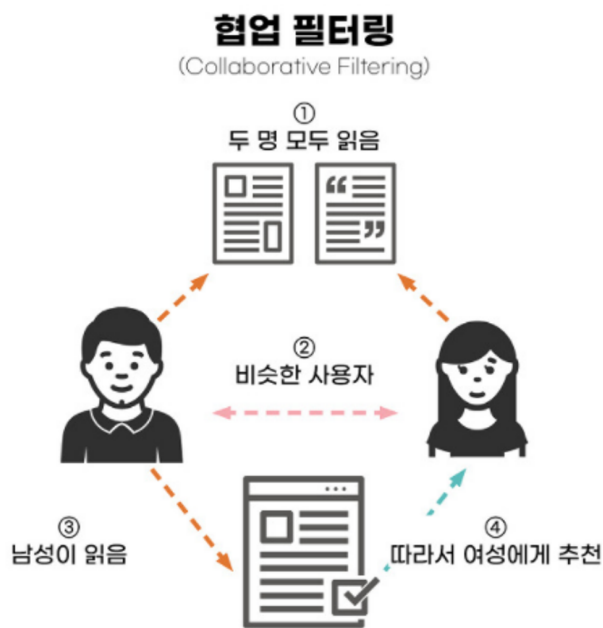 협업 필터링
(Collaborative Filtering)
①
두 명 모두 읽음
“
”
②
비슷한 사용자
③
남성이 읽음
④
따라서 여성에게 추천